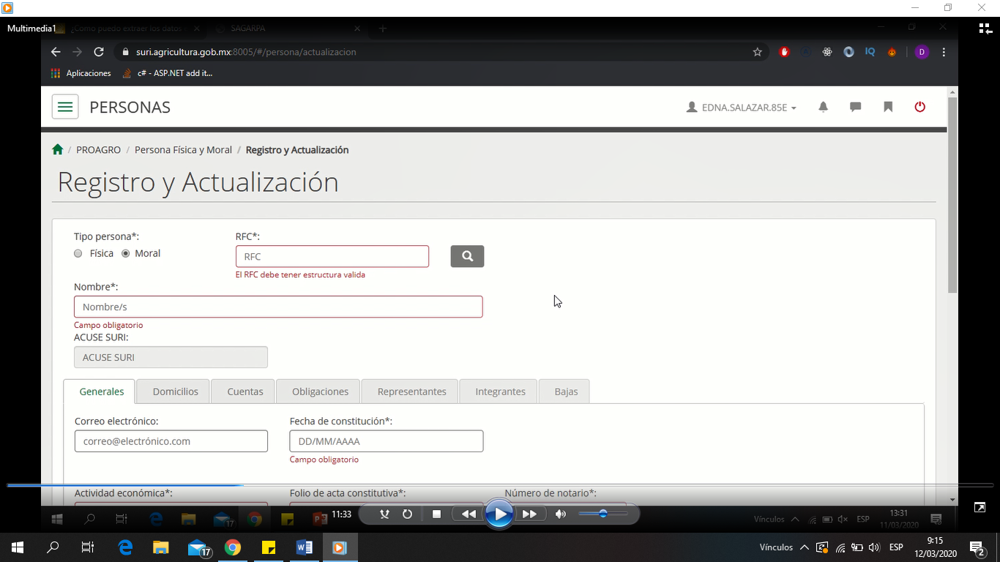 Multimedia1
¿Como puedo extraer los datos
SAGARPA
suri.agricultura.gob.mx:8005/#/persona/actualizacion
IQ
D
Aplicaciones
c# - ASP.NET add it...
PERSONAS
EDNA.SALAZAR.85E
/ PROAGRO / Persona Física y Moral / Registro y Actualización
Registro y Actualización
Tipo persona*:
RFC*:
Física
Moral
RFC
El RFC debe tener estructura valida
Nombre*:
Nombre/s
Campo obligatorio
ACUSE SURI:
ACUSE SURI
Generales
Domicilios
Cuentas
Obligaciones
Representantes
Integrantes
Bajas
Correo electrónico:
Fecha de constitución*:
correo@electrónico.com
DD/MM/AAAA
Campo obligatorio
Actividad económica*:
Folio de acta constitutiva*:
Número de notario*:
17
11:33
Vínculos
ESP
13:31
11/03/2020
17
Vínculos
ESP
9:15
12/03/2020
2